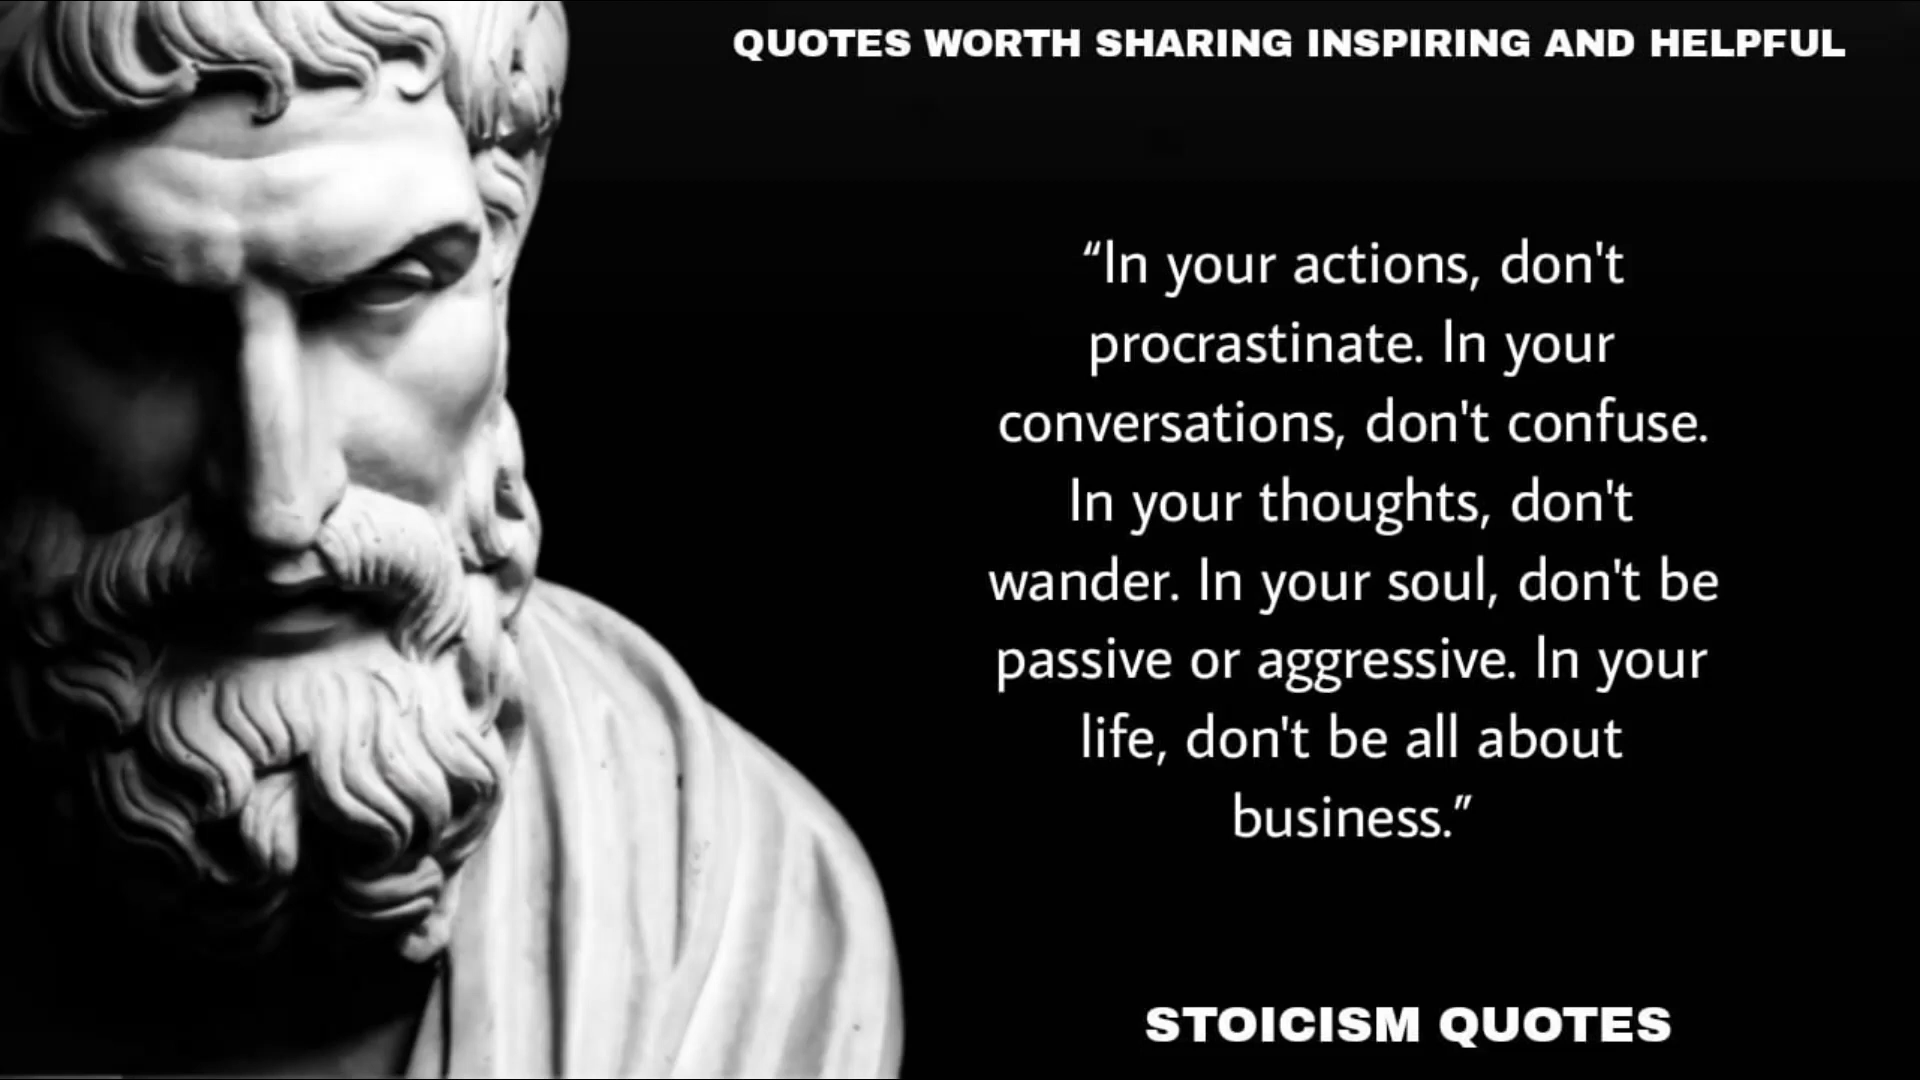 QUOTES WORTH SHARING INSPIRING AND HELPFUL
“In your actions, don't
procrastinate. In your
conversations, don't confuse.
In your thoughts, don't
wander. In your soul, don't be
passive or aggressive. In your
life, don't be all about
business.”
STOICISM QUOTES